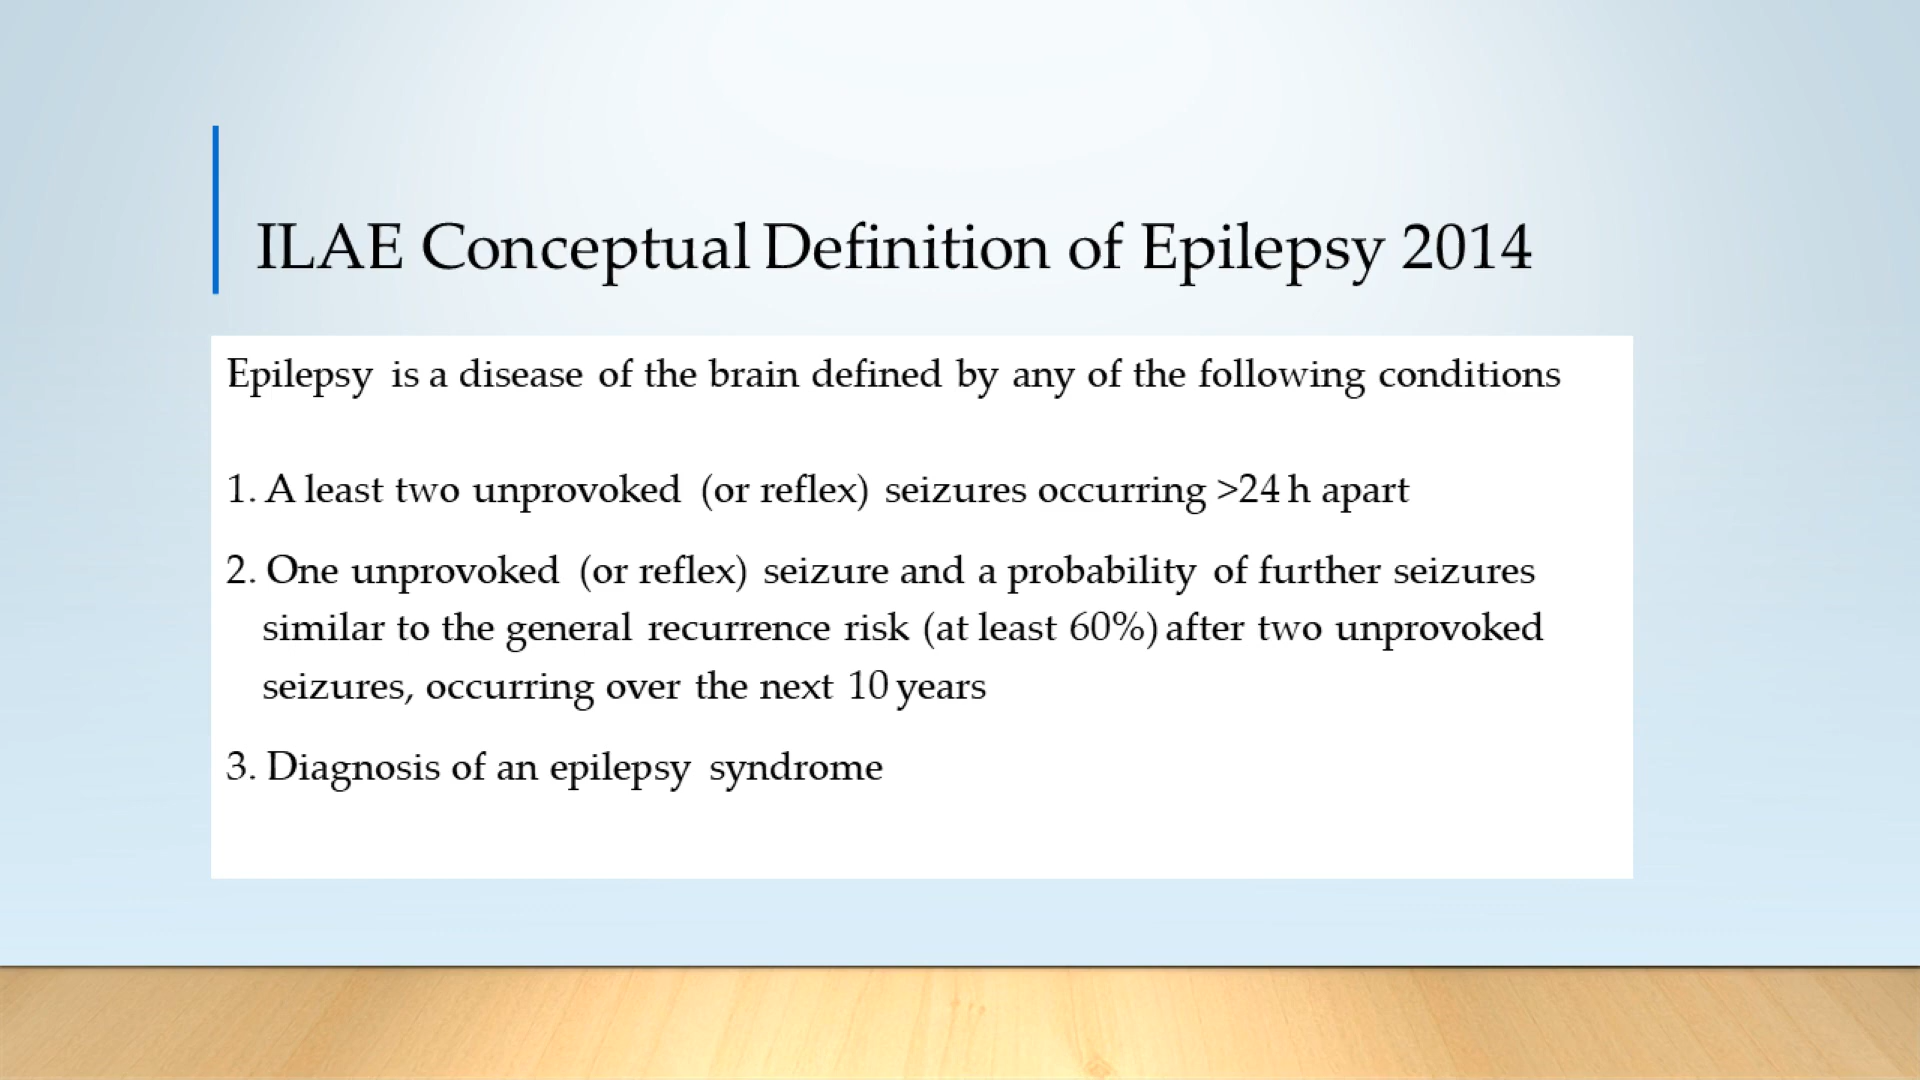 ILAE Conceptual Definition of Epilepsy 2014
Epilepsy is a disease of the brain defined by any of the following conditions
1. A least two unprovoked (or reflex) seizures occurring >24 h apart
2. One unprovoked (or reflex) seizure and a probability of further seizures
similar to the general recurrence risk (at least 60%) after two unprovoked
seizures, occurring over the next 10 years
3. Diagnosis of an epilepsy syndrome